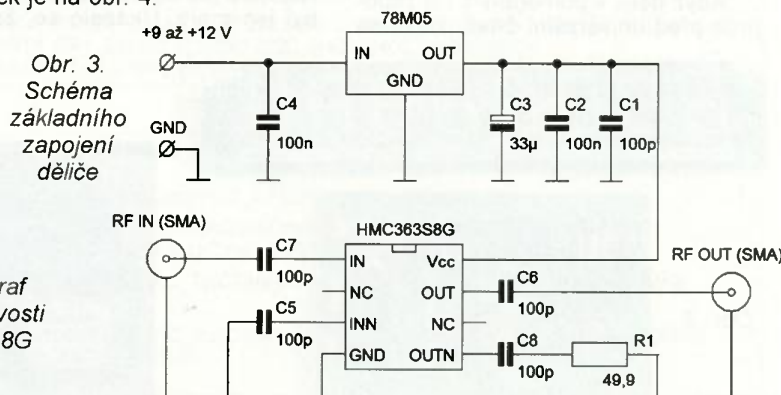 ek je na obr. 4.
Obr. 3.
Schéma
základního
zapojení
děliče
+9 až +12 V
GND
78M05
IN
OUT
GND
C4
100n
C3
33µ
C2
100n
C1
100p
RF IN (SMA)
HMC363S8G
RF OUT (SMA)
C7
100p
C5
100p
IN
NC
INN
GND
Vcc
OUT
NC
OUTN
C6
100p
C8
100p
R1
49,9
raf
vosti
8G